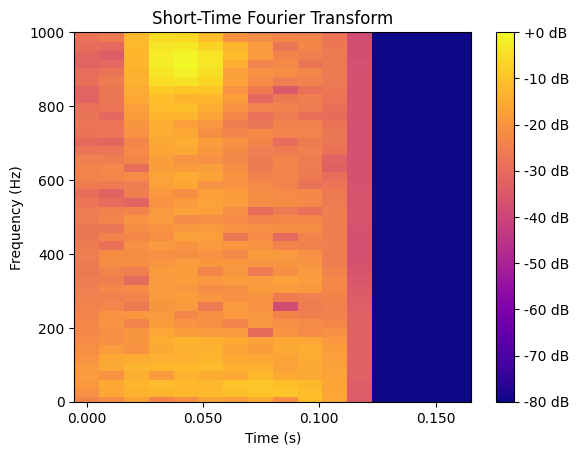 Short-Time Fourier Transform
1000
800
600
400
200
0
Frequency (Hz)
0.000
0.050
0.100
0.150
Time (s)
+0 dB
-10 dB
-20 dB
-30 dB
-40 dB
-50 dB
-60 dB
-70 dB
-80 dB